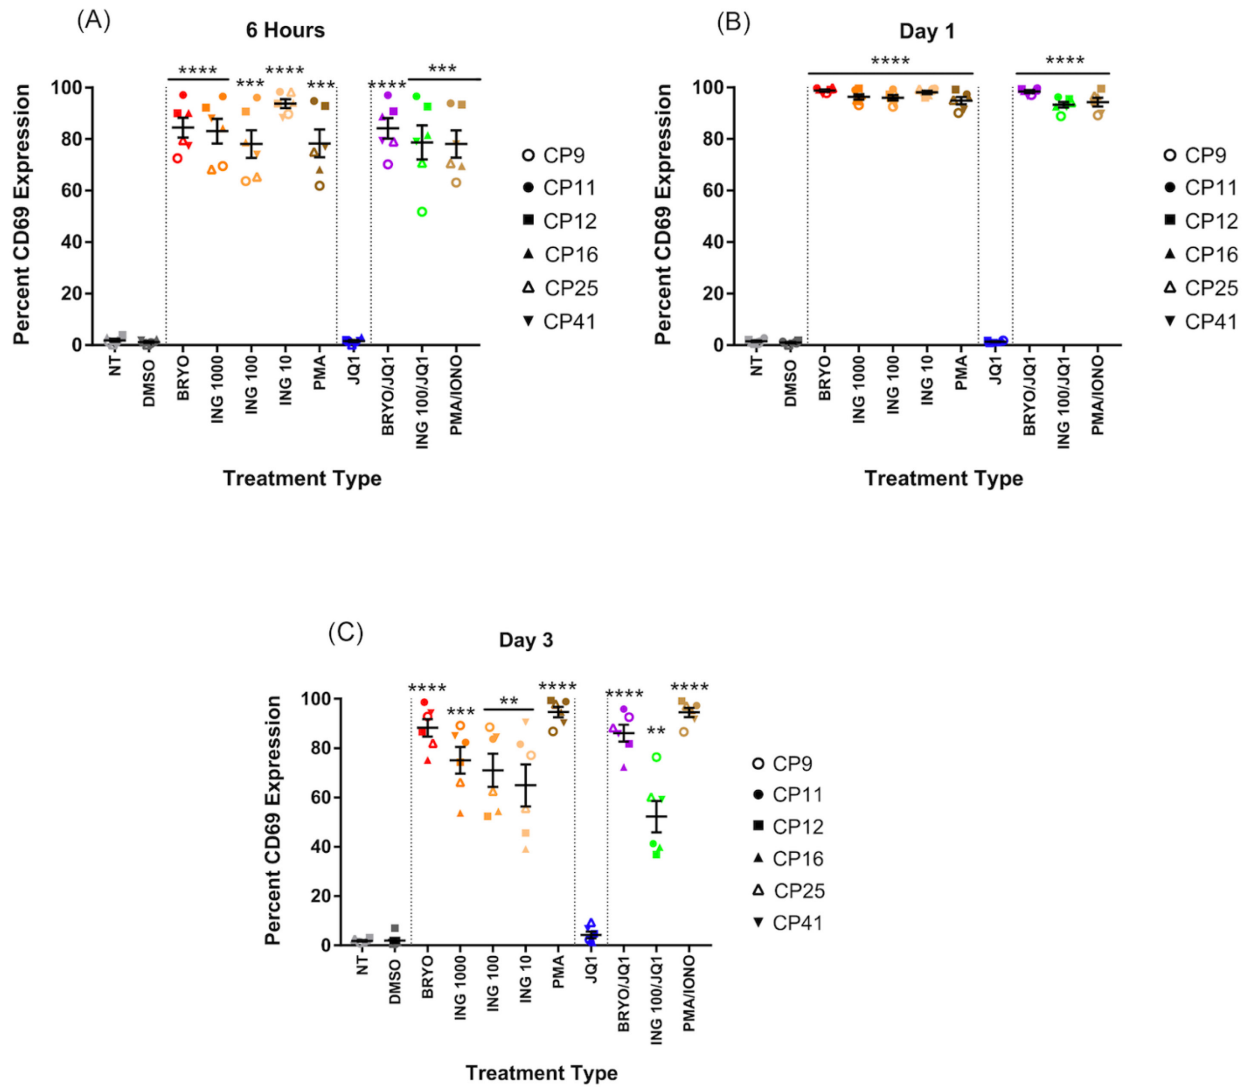 (A)
6 Hours
Percent CD69 Expression
100
80
60
40
20
0
****
***
****
***
****
***
NT
DMSO
BRYO
ING 1000
ING 100
ING 10
PMA
JQ1
BRYO/JQ1
ING 100/JQ1
PMA/IONO
Treatment Type
CP9
CP11
CP12
CP16
CP25
CP41
(B)
Day 1
Percent CD69 Expression
100
80
60
40
20
0
****
****
NT
DMSO
BRYO
ING 1000
ING 100
ING 10
PMA
JQ1
BRYO/JQ1
ING 100/JQ1
PMA/IONO
Treatment Type
CP9
CP11
CP12
CP16
CP25
CP41
(C)
Day 3
Percent CD69 Expression
100
80
60
40
20
0
****
***
**
****
****
**
****
NT
DMSO
BRYO
ING 1000
ING 100
ING 10
PMA
JQ1
BRYO/JQ1
ING 100/JQ1
PMA/IONO
Treatment Type
CP9
CP11
CP12
CP16
CP25
CP41